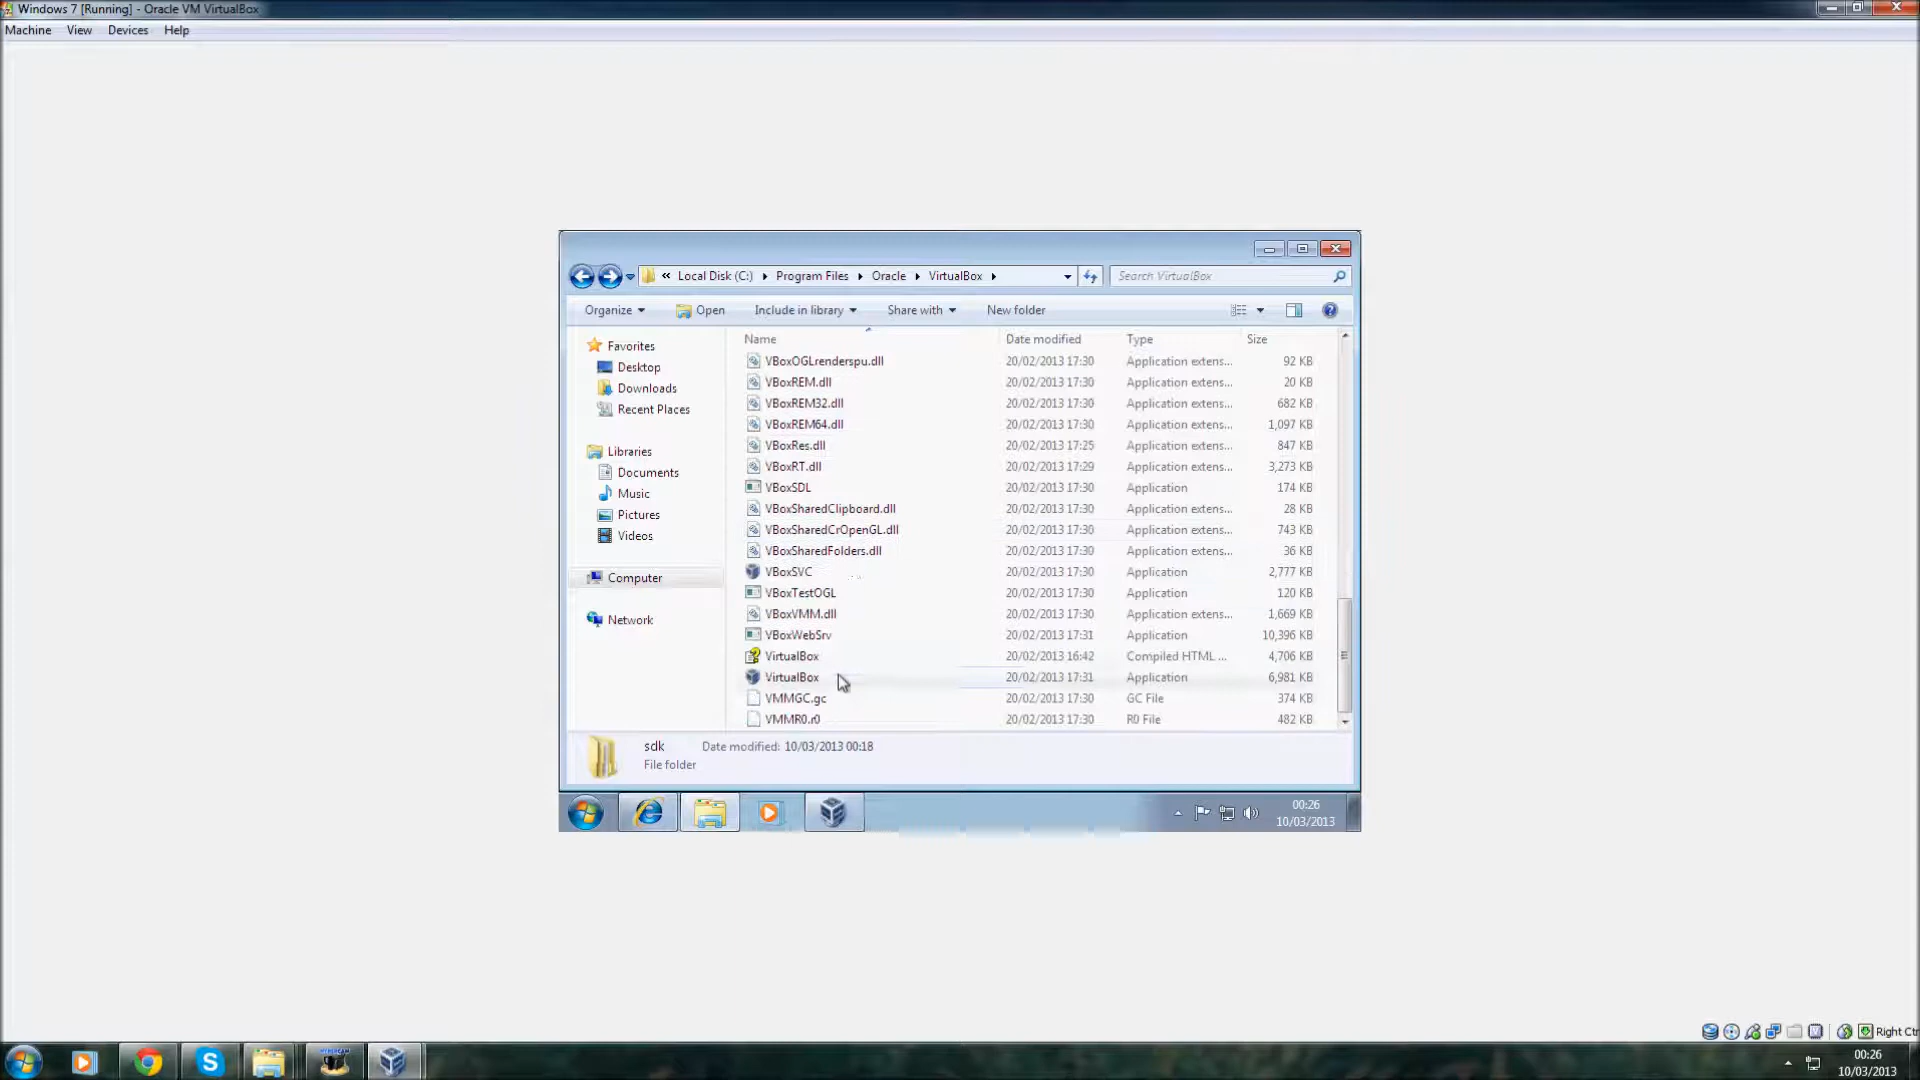 Windows 7 [Running] - Oracle VM VirtualBox
Machine View Devices Help
« Local Disk (C:) Program Files Oracle VirtualBox Search VirtualBox
Organize Open Include in library Share with New folder
Favorites
Desktop
Downloads
Recent Places
Libraries
Documents
Music
Pictures
Videos
Computer
Network
Name Date modified Type Size
VBoxOGLrenderspu.dll 20/02/2013 17:30 Application extens... 92 KB
VBoxREM.dll 20/02/2013 17:30 Application extens... 20 KB
VBoxREM32.dll 20/02/2013 17:30 Application extens... 682 KB
VBoxREM64.dll 20/02/2013 17:30 Application extens... 1,097 KB
VBoxRes.dll 20/02/2013 17:25 Application extens... 847 KB
VBoxRT.dll 20/02/2013 17:29 Application extens... 3,273 KB
VBoxSDL 20/02/2013 17:30 Application 174 KB
VBoxSharedClipboard.dll 20/02/2013 17:30 Application extens... 28 KB
VBoxSharedCrOpenGL.dll 20/02/2013 17:30 Application extens... 743 KB
VBoxSharedFolders.dll 20/02/2013 17:30 Application extens... 36 KB
VBoxSVC 20/02/2013 17:30 Application 2,777 KB
VBoxTestOGL 20/02/2013 17:30 Application 120 KB
VBoxVMM.dll 20/02/2013 17:30 Application extens... 1,669 KB
VBoxWebSrv 20/02/2013 17:31 Application 10,396 KB
VirtualBox 20/02/2013 16:42 Compiled HTML ... 4,706 KB
VirtualBox 20/02/2013 17:31 Application 6,981 KB
VMMGC.gc 20/02/2013 17:30 GC File 374 KB
VMMR0.r0 20/02/2013 17:30 R0 File 482 KB
sdk Date modified: 10/03/2013 00:18
File folder
00:26
10/03/2013
Right Ctr
HYPERCAM
00:26
10/03/2013